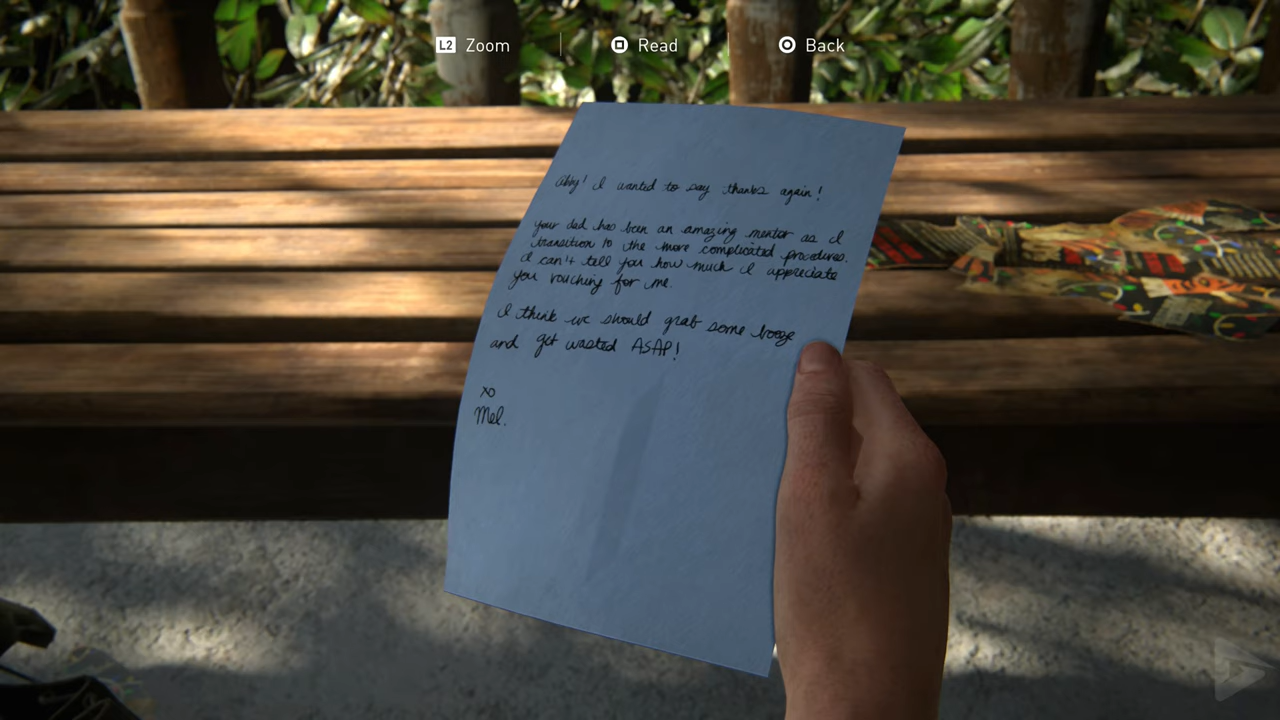 L2 Zoom
Read
Back
Abby! I wanted to say thanks again!
Your dad has been an amazing mentor as I
transition to the more complicated procedures.
I can't tell you how much I appreciate
you vouching for me.
I think we should grab some booze
and get wasted ASAP!
xo
Mel.